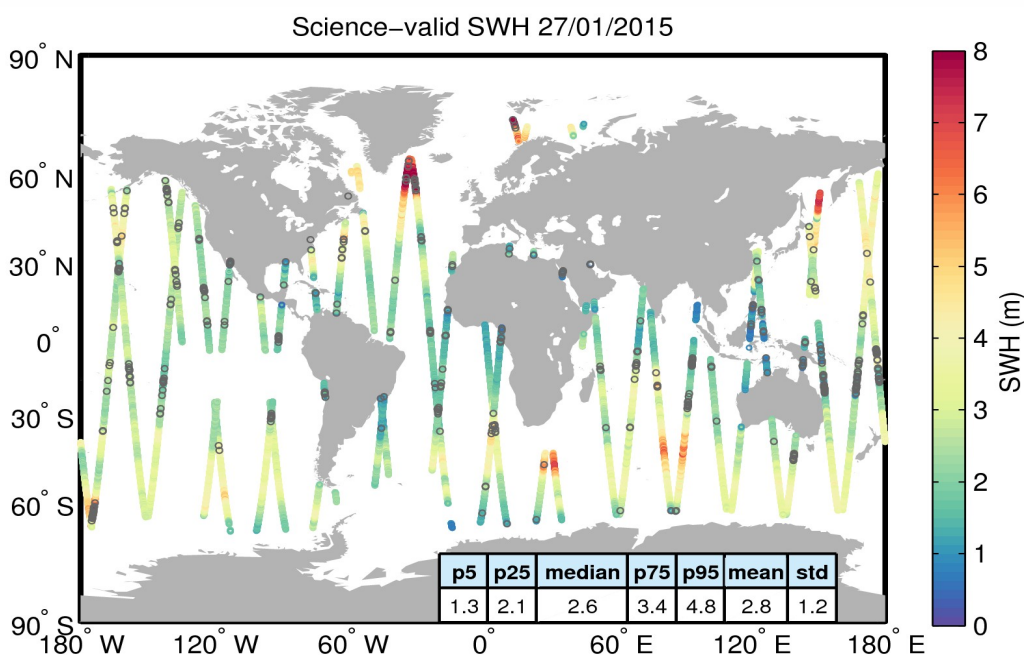 Science−valid SWH 27/01/2015
90° N
60° N
30° N
0°
30° S
60° S
90° S
180° W
120° W
60° W
0°
60° E
120° E
180° E
p5 p25 median p75 p95 mean std
1.3 2.1 2.6 3.4 4.8 2.8 1.2
8
7
6
5
4
3
2
1
0
SWH (m)